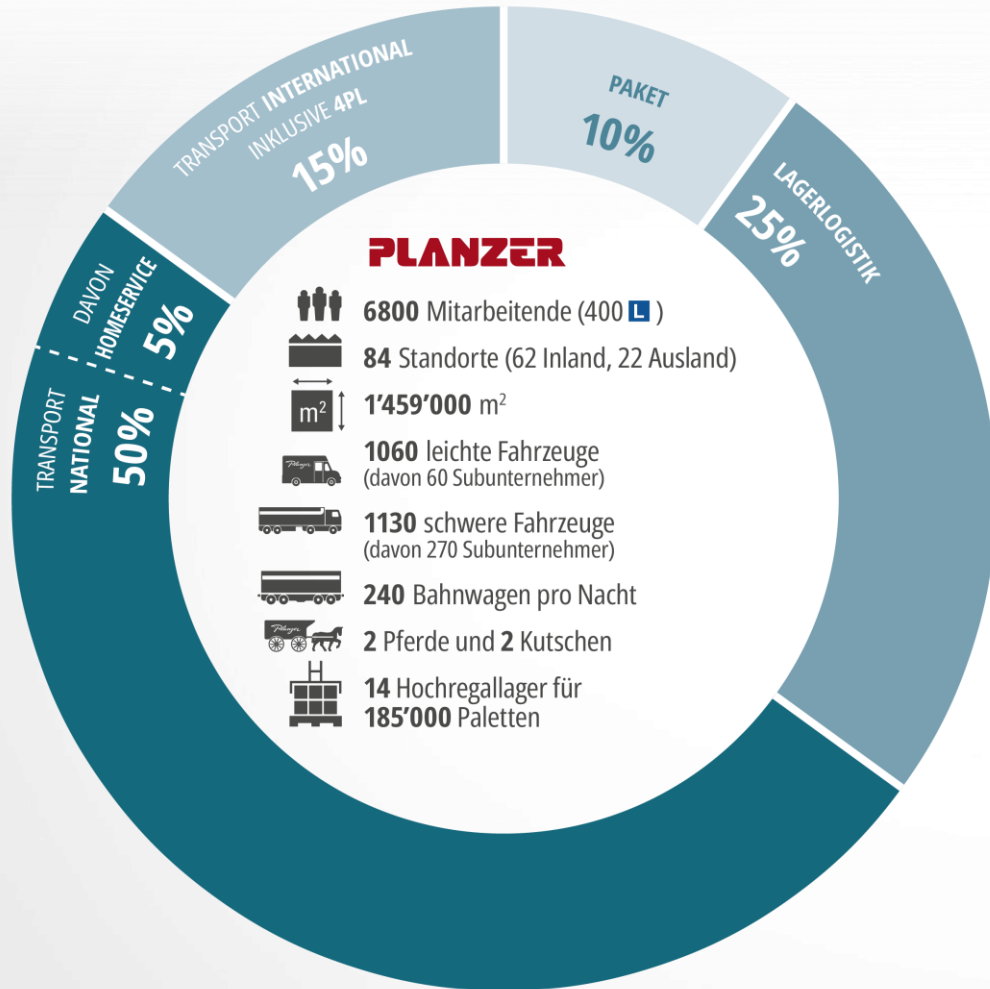 TRANSPORT INTERNATIONAL
INKLUSIVE 4PL
15%
PAKET
10%
LAGERLOGISTIK
25%
DAVON
HOMESERVICE
5%
TRANSPORT
NATIONAL
50%
PLANZER
6800 Mitarbeitende (400 L )
84 Standorte (62 Inland, 22 Ausland)
m²
1’459’000 m²
Planzer
1060 leichte Fahrzeuge
(davon 60 Subunternehmer)
1130 schwere Fahrzeuge
(davon 270 Subunternehmer)
240 Bahnwagen pro Nacht
Planzer
2 Pferde und 2 Kutschen
14 Hochregallager für
185’000 Paletten